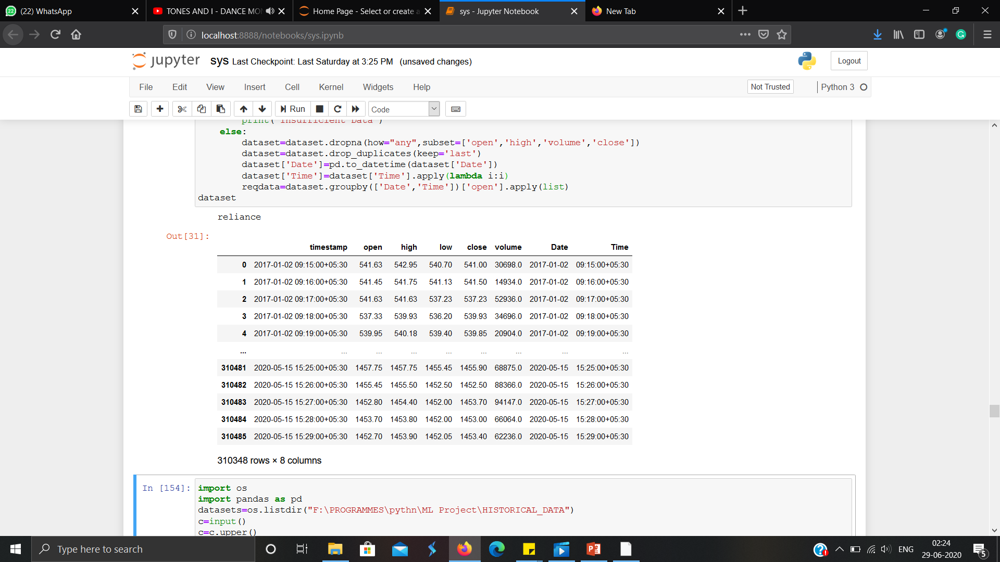 (22) WhatsApp
TONES AND I - DANCE MO
Home Page - Select or create a
sys - Jupyter Notebook
New Tab
localhost:8888/notebooks/sys.ipynb
jupyter sys Last Checkpoint: Last Saturday at 3:25 PM (unsaved changes)
Logout
File Edit View Insert Cell Kernel Widgets Help
Not Trusted
Python 3
Run
Code
print("Insufficient Data")
else:
dataset=dataset.dropna(how="any",subset=['open','high','volume','close'])
dataset=dataset.drop_duplicates(keep='last')
dataset['Date']=pd.to_datetime(dataset['Date'])
dataset['Time']=dataset['Time'].apply(lambda i:i)
reqdata=dataset.groupby(['Date','Time'])['open'].apply(list)
dataset
reliance
Out[31]:
timestamp open high low close volume Date Time
0 2017-01-02 09:15:00+05:30 541.63 542.95 540.70 541.00 30698.0 2017-01-02 09:15:00+05:30
1 2017-01-02 09:16:00+05:30 541.45 541.75 541.13 541.50 14934.0 2017-01-02 09:16:00+05:30
2 2017-01-02 09:17:00+05:30 541.63 541.63 537.23 537.23 52936.0 2017-01-02 09:17:00+05:30
3 2017-01-02 09:18:00+05:30 537.33 539.93 536.20 539.93 34696.0 2017-01-02 09:18:00+05:30
4 2017-01-02 09:19:00+05:30 539.95 540.18 539.40 539.85 20904.0 2017-01-02 09:19:00+05:30
... ... ... ... ... ... ... ... ...
310481 2020-05-15 15:25:00+05:30 1457.75 1457.75 1455.45 1455.90 68875.0 2020-05-15 15:25:00+05:30
310482 2020-05-15 15:26:00+05:30 1455.45 1455.50 1452.50 1452.50 88366.0 2020-05-15 15:26:00+05:30
310483 2020-05-15 15:27:00+05:30 1452.80 1454.40 1452.00 1453.70 94147.0 2020-05-15 15:27:00+05:30
310484 2020-05-15 15:28:00+05:30 1453.70 1453.80 1452.00 1453.00 66064.0 2020-05-15 15:28:00+05:30
310485 2020-05-15 15:29:00+05:30 1452.70 1453.90 1452.05 1453.40 62236.0 2020-05-15 15:29:00+05:30
310348 rows × 8 columns
In [154]:
import os
import pandas as pd
datasets=os.listdir("F:\PROGRAMMES\pythn\ML Project\HISTORICAL_DATA")
c=input()
c=c.upper()
Type here to search
ENG
02:24
29-06-2020
5